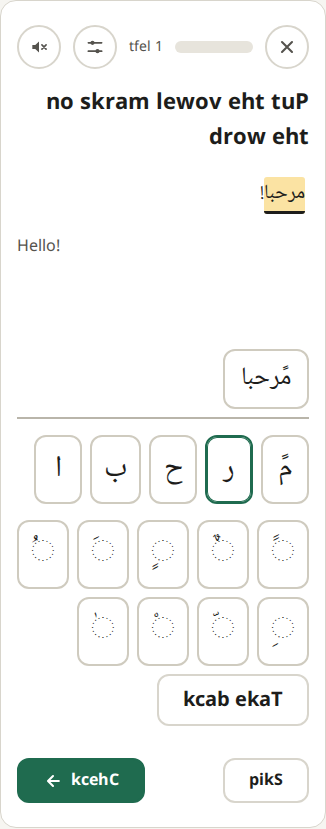 tfel 1
no skram lewov eht tuP
drow eht
مرحبا!
Hello!
مًرحبا
مً ر ح ب ا
◌ً ◌ٌ ◌ٍ ◌َ ◌ُ
◌ِ ◌ّ ◌ْ ◌ٰ
kcab ekaT
← kcehC
pikS